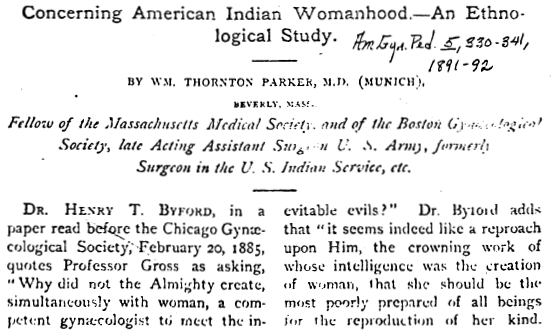 Concerning American Indian Womanhood.—An Ethno-
logical Study.
Am. Gyn. Ped. 5, 330-341,
1891-92
BY WM. THORNTON PARKER, M.D. (MUNICH),
BEVERLY, MASS.
Fellow of the Massachusetts Medical Society, and of the Boston Gynæcological
Society, late Acting Assistant Surgeon U. S. Army, formerly
Surgeon in the U. S. Indian Service, etc.
DR. HENRY T. BYFORD, in a
paper read before the Chicago Gynæ-
cological Society, February 20, 1885,
quotes Professor Gross as asking,
"Why did not the Almighty create,
simultaneously with woman, a com-
petent gynæcologist to meet the in-
evitable evils?" Dr. Byford adds
that "it seems indeed like a reproach
upon Him, the crowning work of
whose intelligence was the creation
of woman, that she should be the
most poorly prepared of all beings
for the reproduction of her kind.